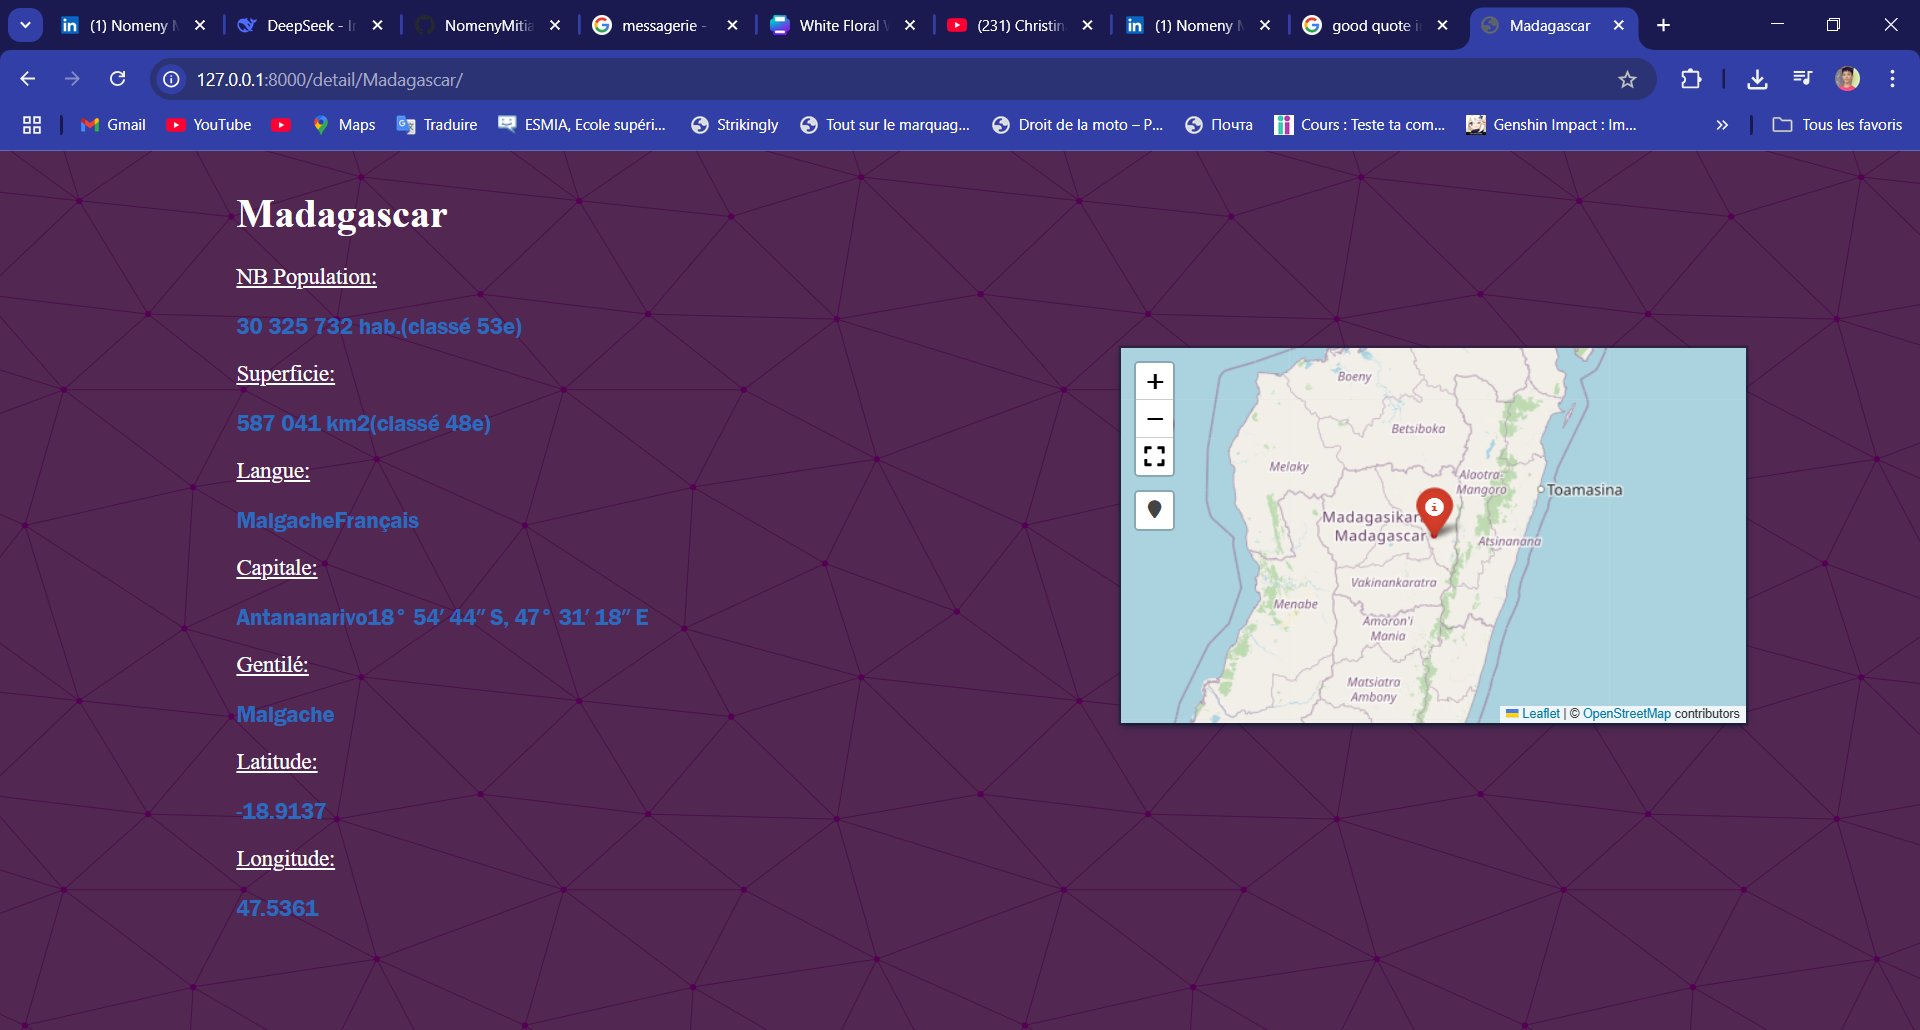 (1) Nomeny M
DeepSeek - In
NomenyMitia
messagerie -
White Floral V
(231) Christin
(1) Nomeny M
good quote i
Madagascar
127.0.0.1:8000/detail/Madagascar/
Gmail
YouTube
Maps
Traduire
ESMIA, Ecole supéri...
Strikingly
Tout sur le marquag...
Droit de la moto – P...
Почта
Cours : Teste ta com...
Genshin Impact : Im...
Tous les favoris
Madagascar
NB Population:
30 325 732 hab.(classé 53e)
Superficie:
587 041 km2(classé 48e)
Langue:
MalgacheFrançais
Capitale:
Antananarivo18° 54′ 44″ S, 47° 31′ 18″ E
Gentilé:
Malgache
Latitude:
-18.9137
Longitude:
47.5361
+
−
Boeny
Betsiboka
Melaky
Alaotra-
Mangoro
Toamasina
Madagasikara
Madagascar
Atsinanana
Vakinankaratra
Menabe
Amoron'i
Mania
Matsiatra
Ambony
Leaflet | © OpenStreetMap contributors